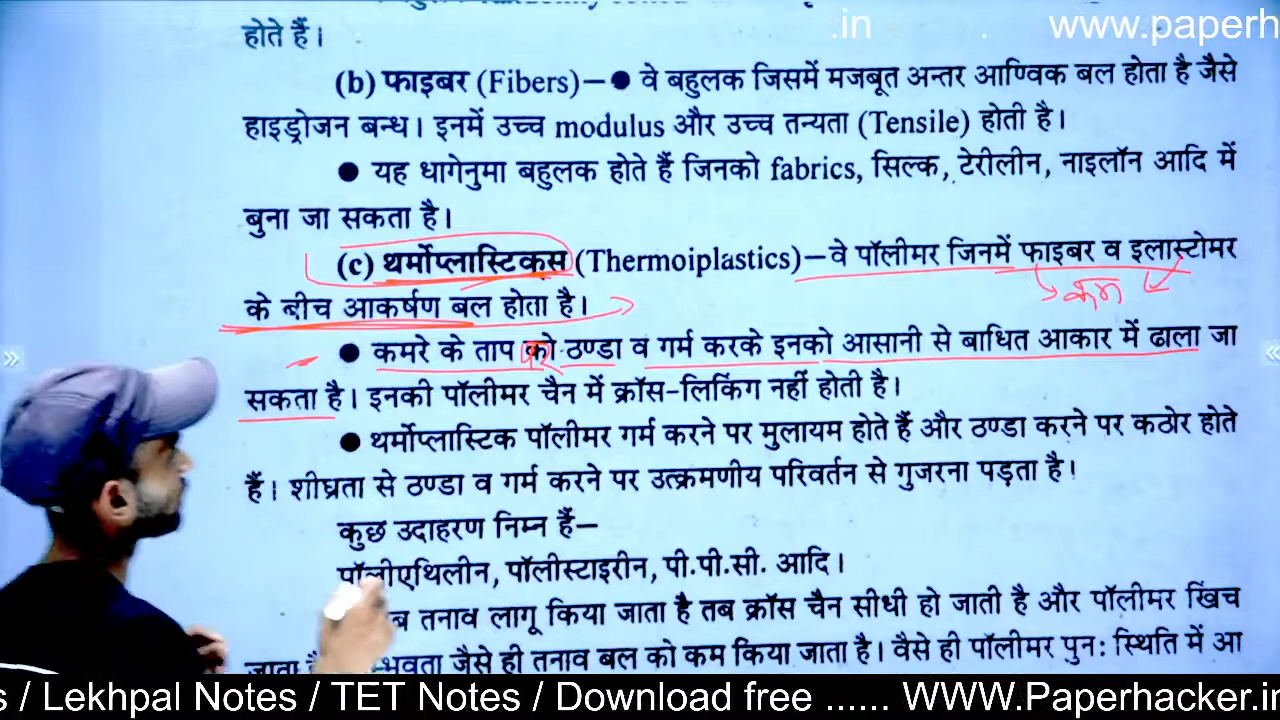 .in . www.paperh
होते हैं।
(b) फाइबर (Fibers)–● वे बहुलक जिसमें मजबूत अन्तर आण्विक बल होता है जैसे
हाइड्रोजन बन्ध। इनमें उच्च modulus और उच्च तन्यता (Tensile) होती है।
● यह धागेनुमा बहुलक होते हैं जिनको fabrics, सिल्क, टेरीलीन, नाइलॉन आदि में
बुना जा सकता है।
(c) थर्मोप्लास्टिक्स (Thermoiplastics)–वे पॉलीमर जिनमें फाइबर व इलास्टोमर
के बीच आकर्षण बल होता है।
कम
● कमरे के ताप को ठण्डा व गर्म करके इनको आसानी से बाधित आकार में ढाला जा
पर
सकता है। इनकी पॉलीमर चैन में क्रॉस-लिकिंग नहीं होती है।
● थर्मोप्लास्टिक पॉलीमर गर्म करने पर मुलायम होते हैं और ठण्डा करने पर कठोर होते
हैं। शीघ्रता से ठण्डा व गर्म करने पर उत्क्रमणीय परिवर्तन से गुजरना पड़ता है।
कुछ उदाहरण निम्न हैं–
पॉलीएथिलीन, पॉलीस्टाइरीन, पी.पी.सी. आदि।
तनाव लागू किया जाता है तब क्रॉस चैन सीधी हो जाती है और पॉलीमर खिंच
जाता जैसे ही तनाव बल को कम किया जाता है। वैसे ही पॉलीमर पुन: स्थिति में आ
s / Lekhpal Notes / TET Notes / Download free ...... WWW.Paperhacker.in